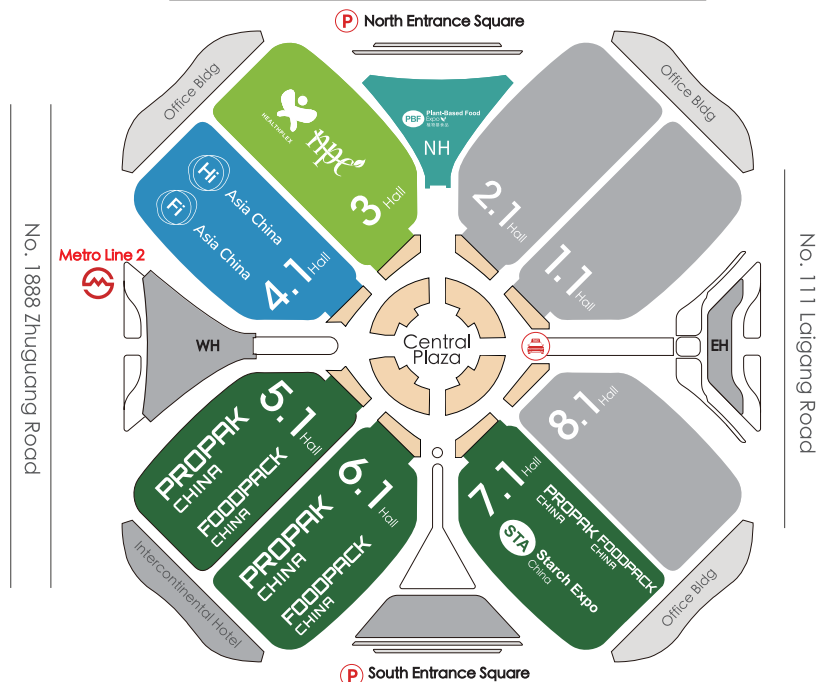 P North Entrance Square
Office Bldg
Office Bldg
HEALTHPLEX
npe
3 Hall
PBF Plant-Based Food
Expo
NH
2.1 Hall
1.1 Hall
Hi Asia China
Fi Asia China
4.1 Hall
No. 1888 Zhuguang Road
Metro Line 2
WH
Central
Plaza
EH
No. 1111 Laigang Road
5.1 Hall
PROPAK
CHINA
FOODPACK
CHINA
6.1 Hall
PROPAK
CHINA
FOODPACK
CHINA
7.1 Hall
PROPAK
CHINA
FOODPACK
CHINA
STA
Starch Expo
China
8.1 Hall
Intercontinental Hotel
Office Bldg
P South Entrance Square